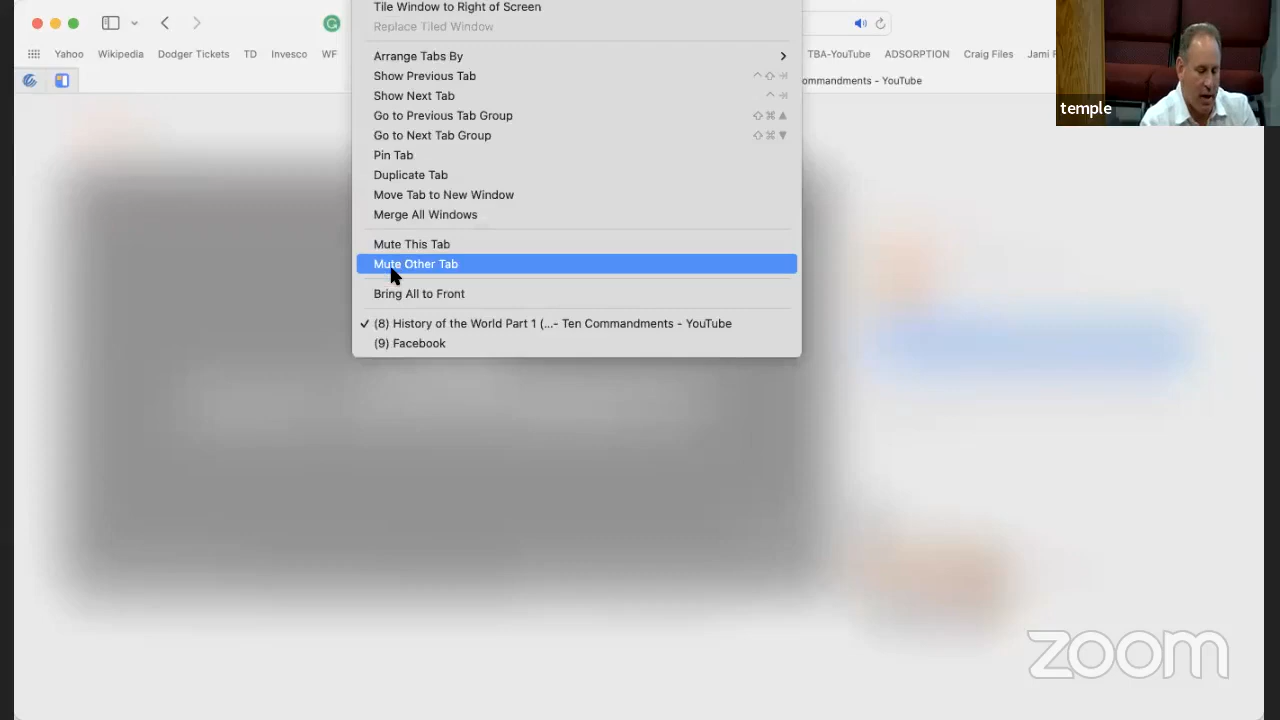 Tile Window to Right of Screen
Replace Tiled Window
Yahoo Wikipedia Dodger Tickets TD Invesco WF TBA-YouTube ADSORPTION Craig Files Jami F
Arrange Tabs By
Show Previous Tab
ommandments - YouTube
Show Next Tab
Go to Previous Tab Group
Go to Next Tab Group
Pin Tab
Duplicate Tab
Move Tab to New Window
Merge All Windows
Mute This Tab
Mute Other Tab
Bring All to Front
✓ (8) History of the World Part 1 (...- Ten Commandments - YouTube
(9) Facebook
temple
zoom